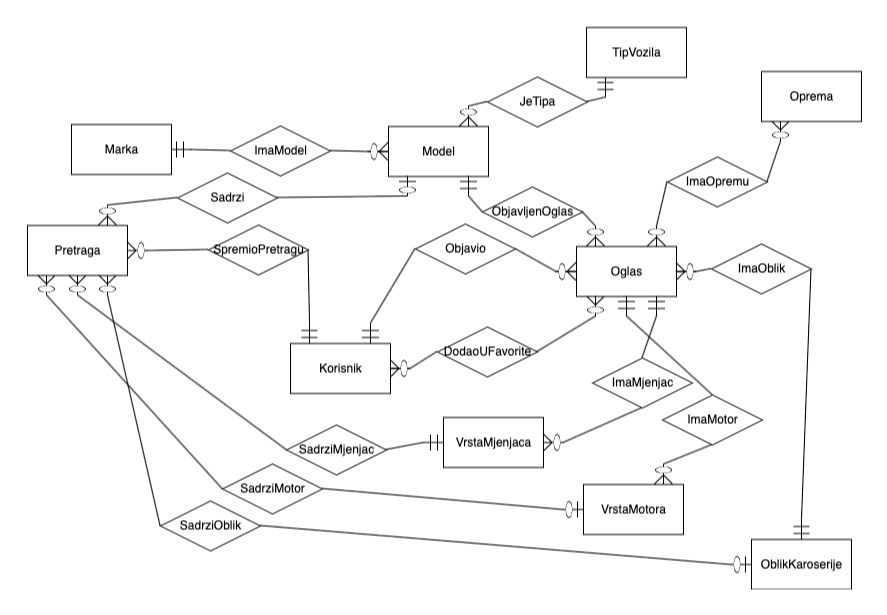 TipVozila
Oprema
JeTipa
Marka
ImaModel
Model
ImaOpremu
Sadrzi
ObjavljenOglas
Pretraga
SpremioPretragu
Objavio
Oglas
ImaOblik
DodaoUFavorite
Korisnik
ImaMjenjac
ImaMotor
SadrziMjenjac
VrstaMjenjaca
SadrziMotor
VrstaMotora
SadrziOblik
OblikKaroserije